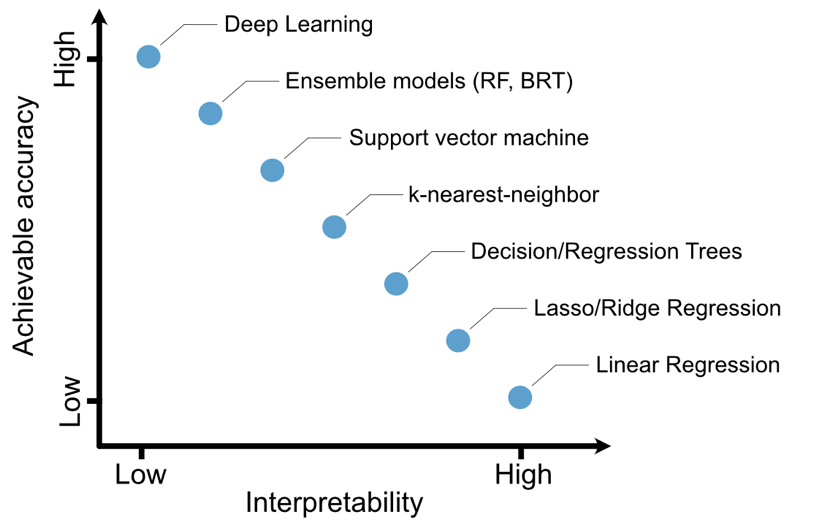 Deep Learning
High
Ensemble models (RF, BRT)
Support vector machine
k-nearest-neighbor
Achievable accuracy
Decision/Regression Trees
Lasso/Ridge Regression
Linear Regression
Low
Low
High
Interpretability